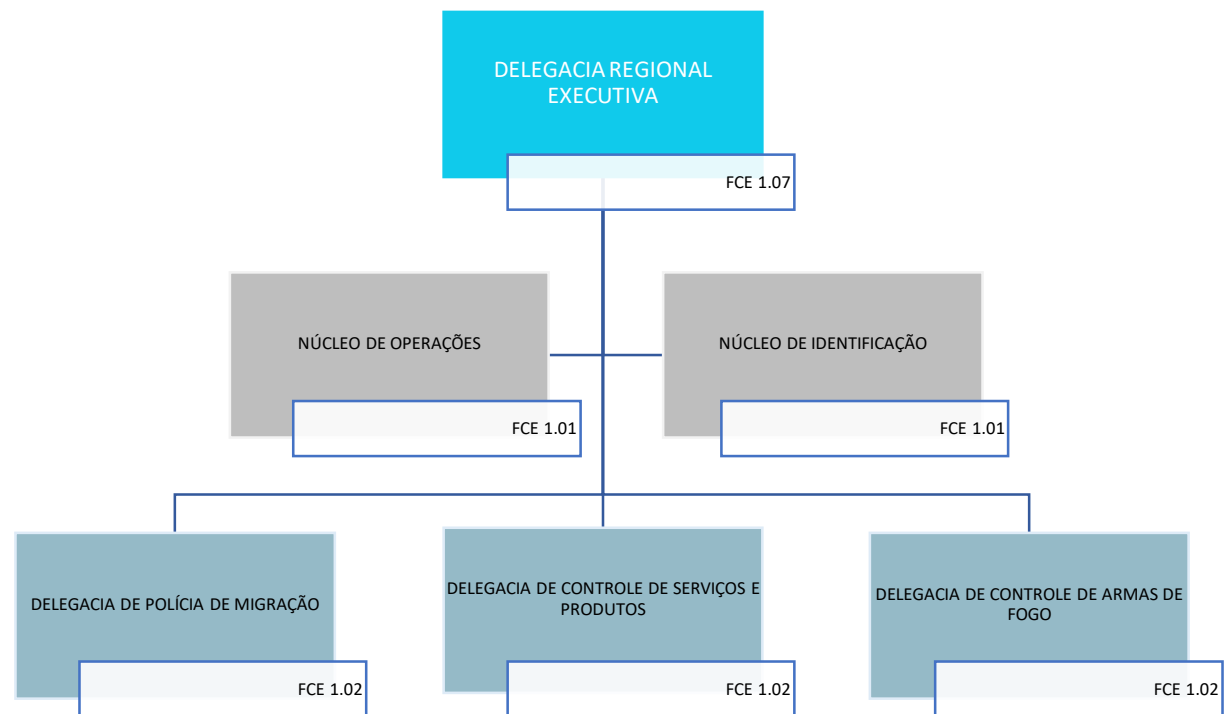 DELEGACIA REGIONAL
EXECUTIVA
FCE 1.07
NÚCLEO DE OPERAÇÕES
FCE 1.01
NÚCLEO DE IDENTIFICAÇÃO
FCE 1.01
DELEGACIA DE POLÍCIA DE MIGRAÇÃO
FCE 1.02
DELEGACIA DE CONTROLE DE SERVIÇOS E
PRODUTOS
FCE 1.02
DELEGACIA DE CONTROLE DE ARMAS DE
FOGO
FCE 1.02